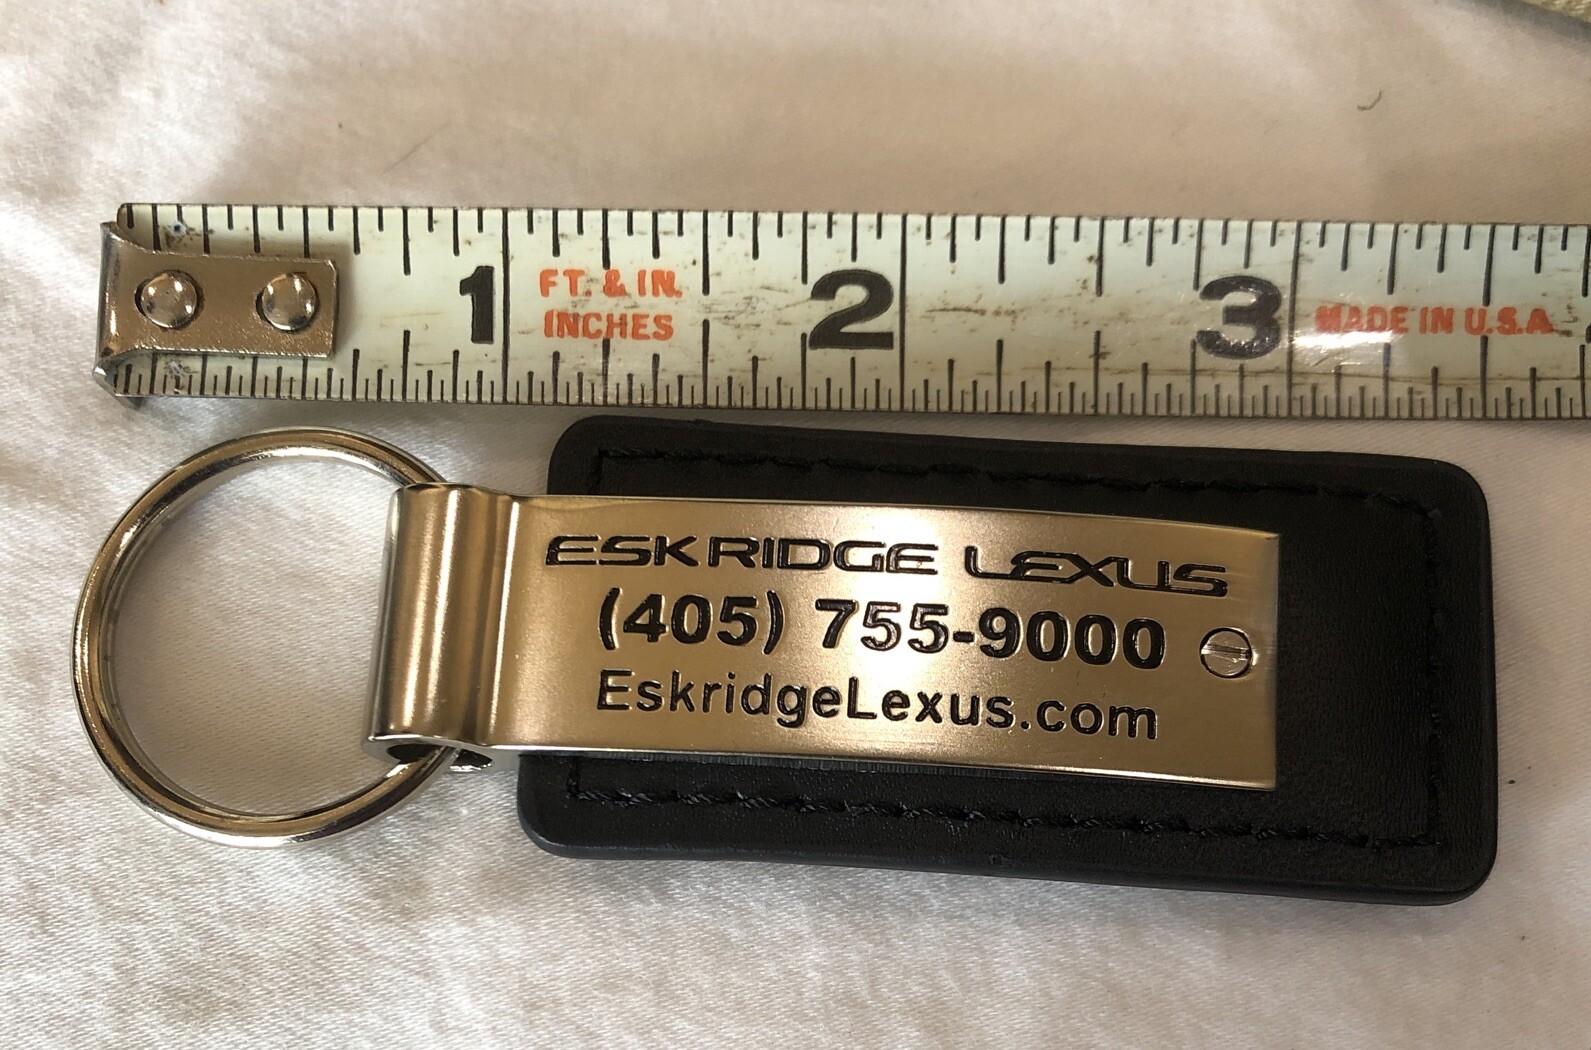 1 FT. & IN. 2 3 MADE IN U.S.A.
INCHES
ESKRIDGE LEXUS
(405) 755-9000
EskridgeLexus.com